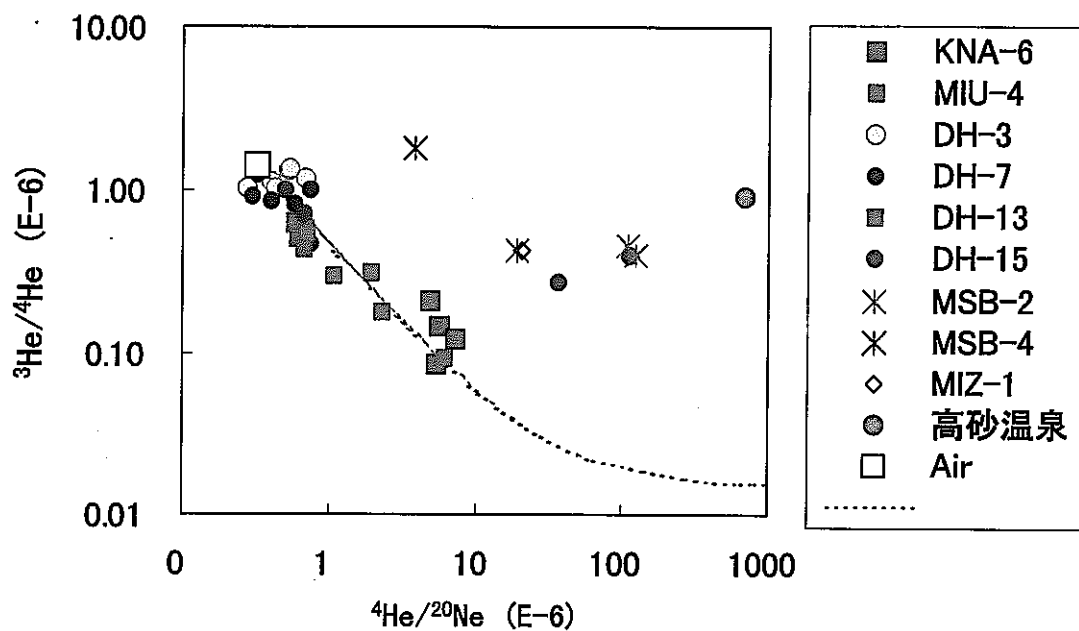 10.00
1.00
0.10
0.01
³He/⁴He (E-6)
0 1 10 100 1000
⁴He/²⁰Ne (E-6)
KNA-6
MIU-4
DH-3
DH-7
DH-13
DH-15
MSB-2
MSB-4
MIZ-1
高砂温泉
Air